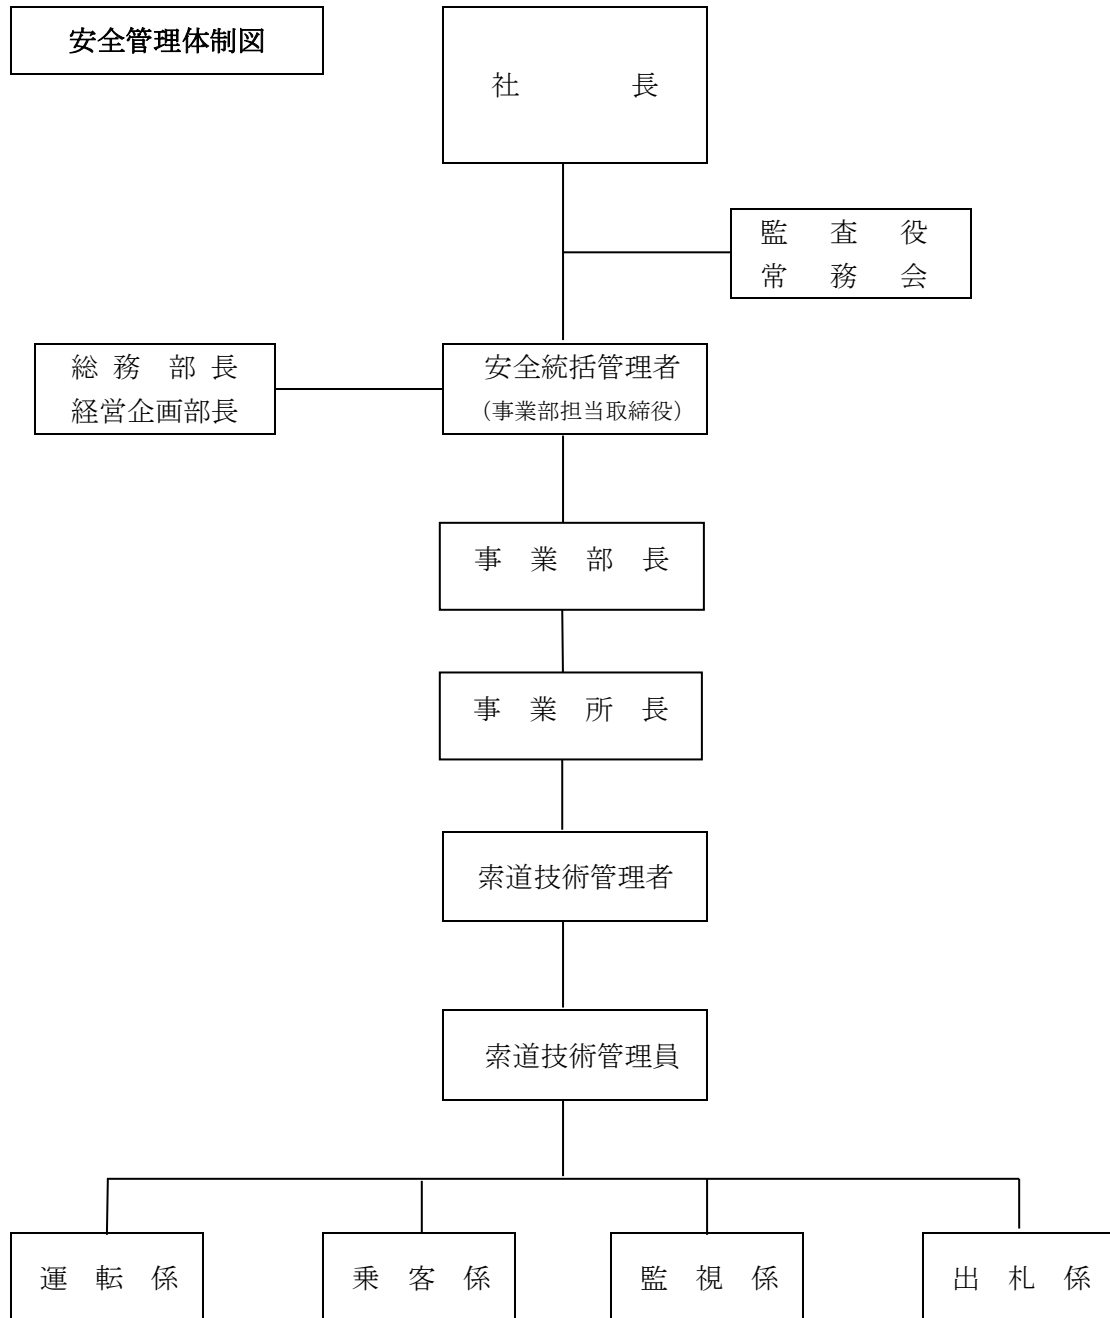 安全管理体制図
社長
監査役
常務会
総務部長
経営企画部長
安全統括管理者
（事業部担当取締役）
事業部長
事業所長
索道技術管理者
索道技術管理員
運転係
乗客係
監視係
出札係